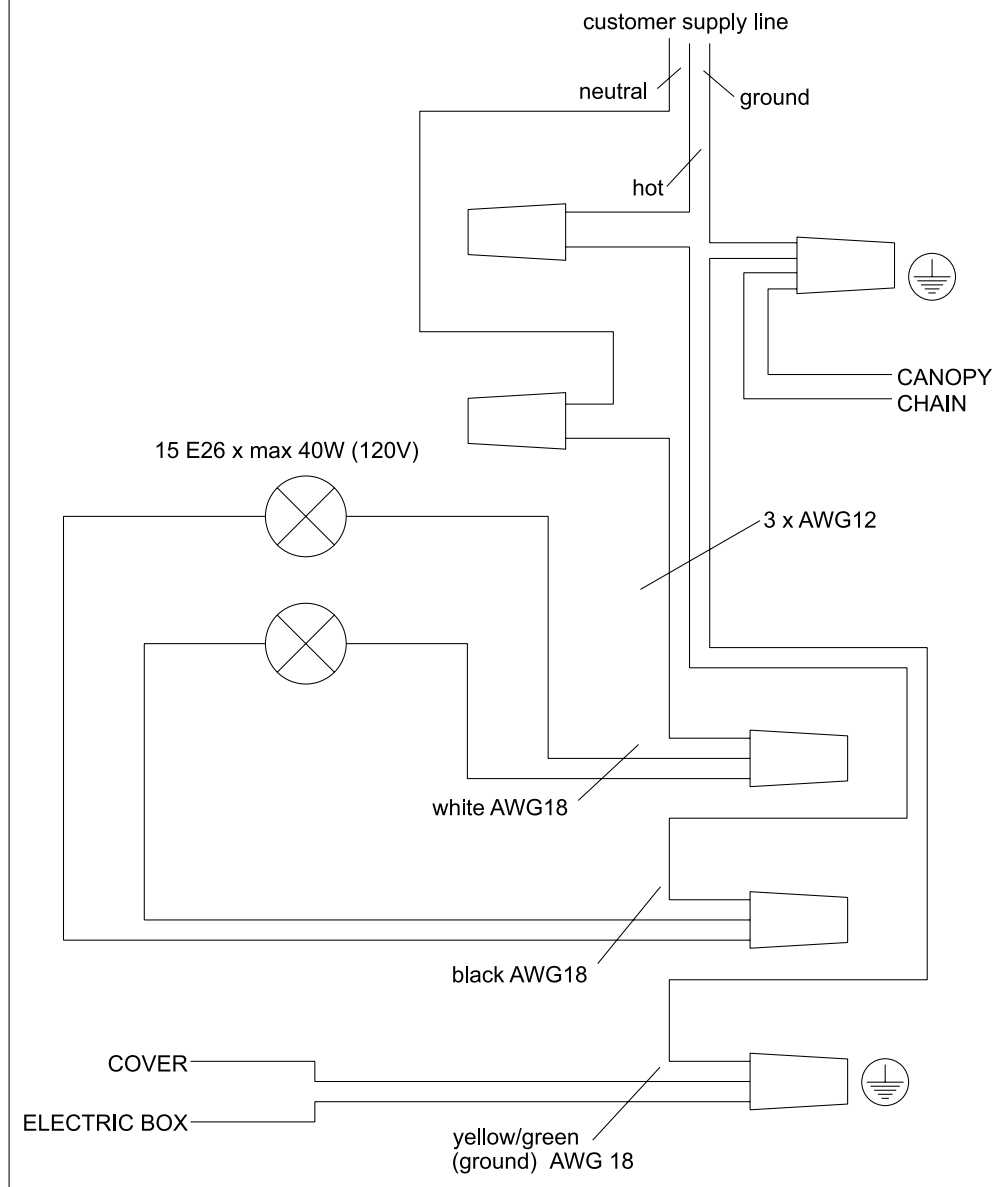 customer supply line
neutral
ground
hot
CANOPY
CHAIN
15 E26 x max 40W (120V)
3 x AWG12
white AWG18
black AWG18
COVER
ELECTRIC BOX
yellow/green
(ground) AWG 18